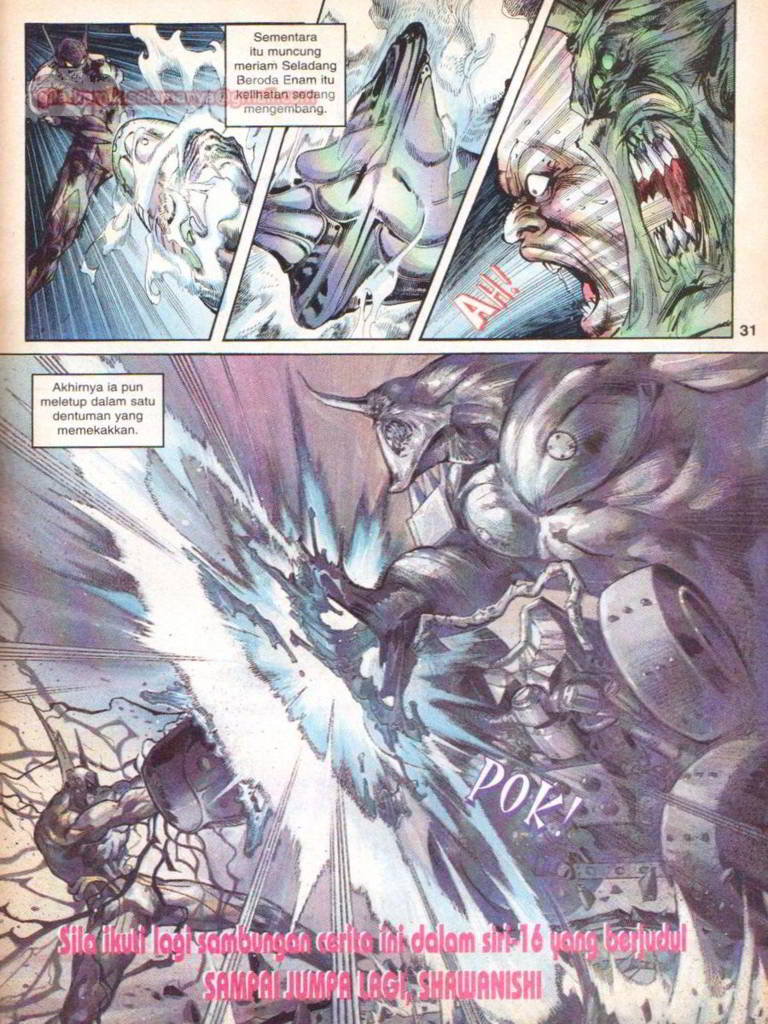 Sementara
itu muncung
meriam Seladang
Beroda Enam itu
kelihatan sedang
mengembang.
AH!
31
Akhirnya ia pun
meletup dalam satu
dentuman yang
memekakkan.
POK!
Sila ikuti lagi sambungan cerita ini dalam siri-16 yang berjudul
SAMPAI JUMPA LAGI, SHAWANISHI